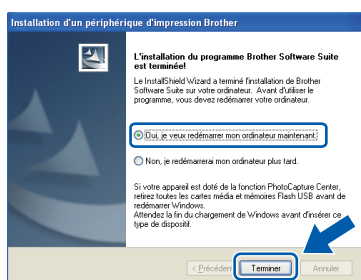 Installation d'un périphérique d'impression Brother
L'installation du programme Brother Software Suite
est terminée!
Le InstallShield Wizard a terminé l'installation de Brother
Software Suite sur votre ordinateur. Avant d'utiliser le
programme, vous devez redémarrer votre ordinateur.
Oui, je veux redémarrer mon ordinateur maintenant.
Non, je redémarrerai mon ordinateur plus tard.
Si votre appareil est doté de la fonction PhotoCapture Center,
retirez toutes les cartes média et mémoires Flash USB avant de
redémarrer Windows.
Attendez la fin du chargement de Windows avant d'insérer ce
type de dispositif.
< Précédent Terminer Annuler